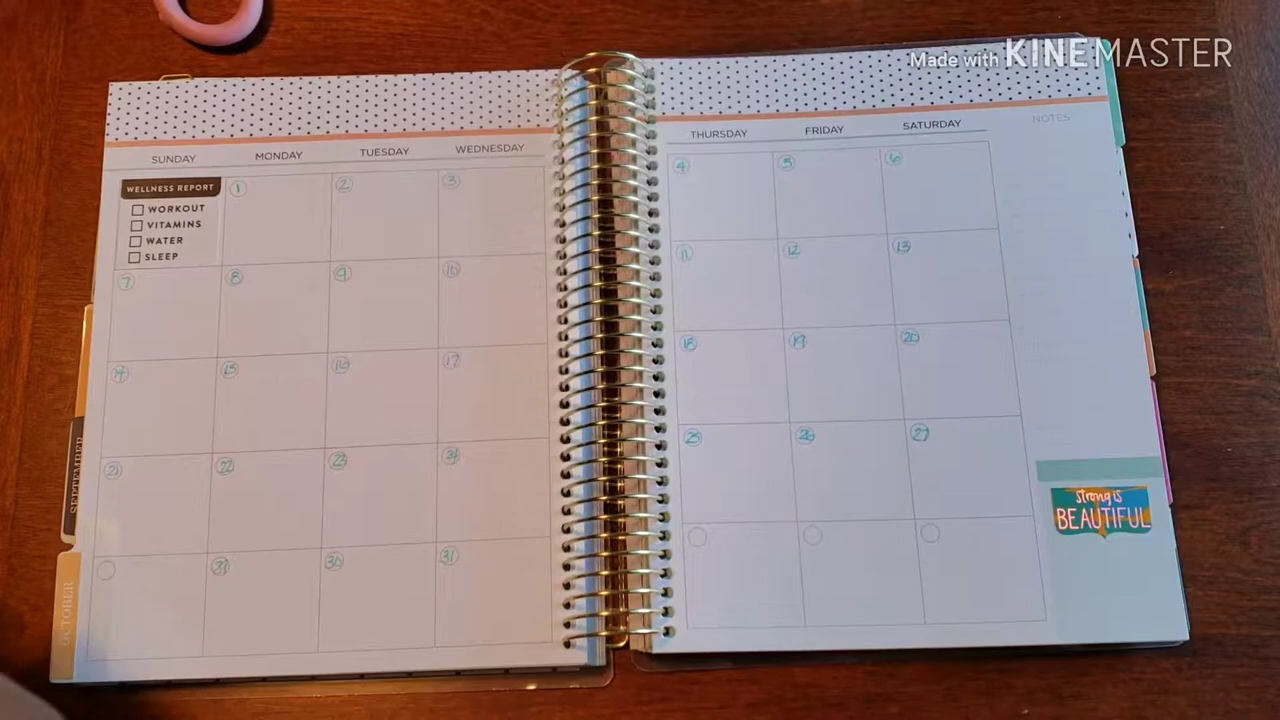 Made with KINEMASTER
SUNDAY MONDAY TUESDAY WEDNESDAY THURSDAY FRIDAY SATURDAY NOTES
WELLNESS REPORT
WORKOUT
VITAMINS
WATER
SLEEP
1 2 3 4 5 6
7 8 9 10 11 12 13
14 15 16 17 18 19 20
21 22 23 24 25 26 27
29 30 31
strong is
BEAUTIFUL
SEPTEMBER
OCTOBER